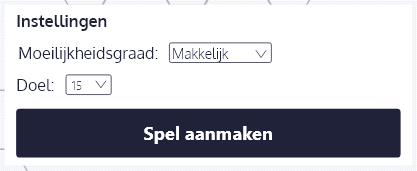 Instellingen
Moeilijkheidsgraad: Makkelijk
Doel: 15
Spel aanmaken